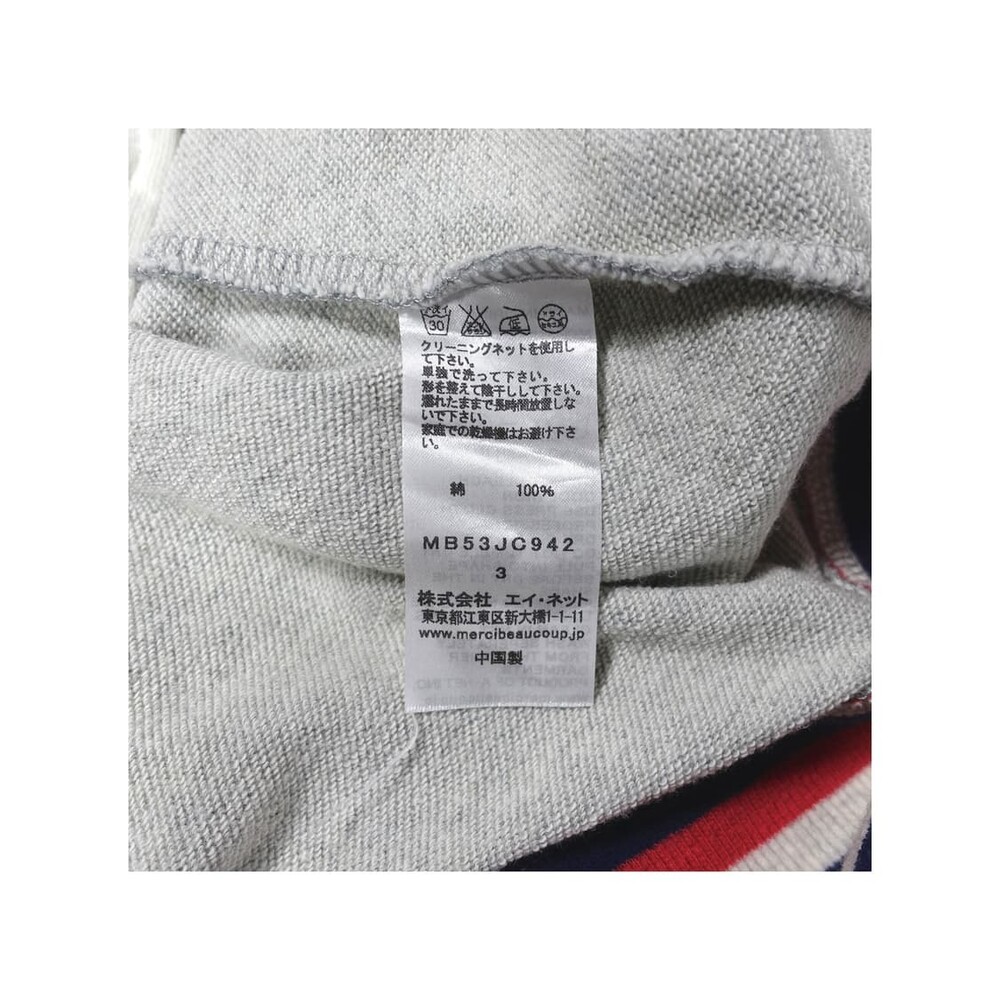 30
低
クリーニングネットを使用し
て下さい。
単独で洗って下さい。
形を整えて陰干しして下さい。
濡れたままで長時間放置しな
いで下さい。
家庭での乾燥機はお避け下さ
い。
綿 100%
MB53JC942
3
株式会社 エイ・ネット
東京都江東区新大橋1-1-11
www.mercibeaucoup.jp
中国製